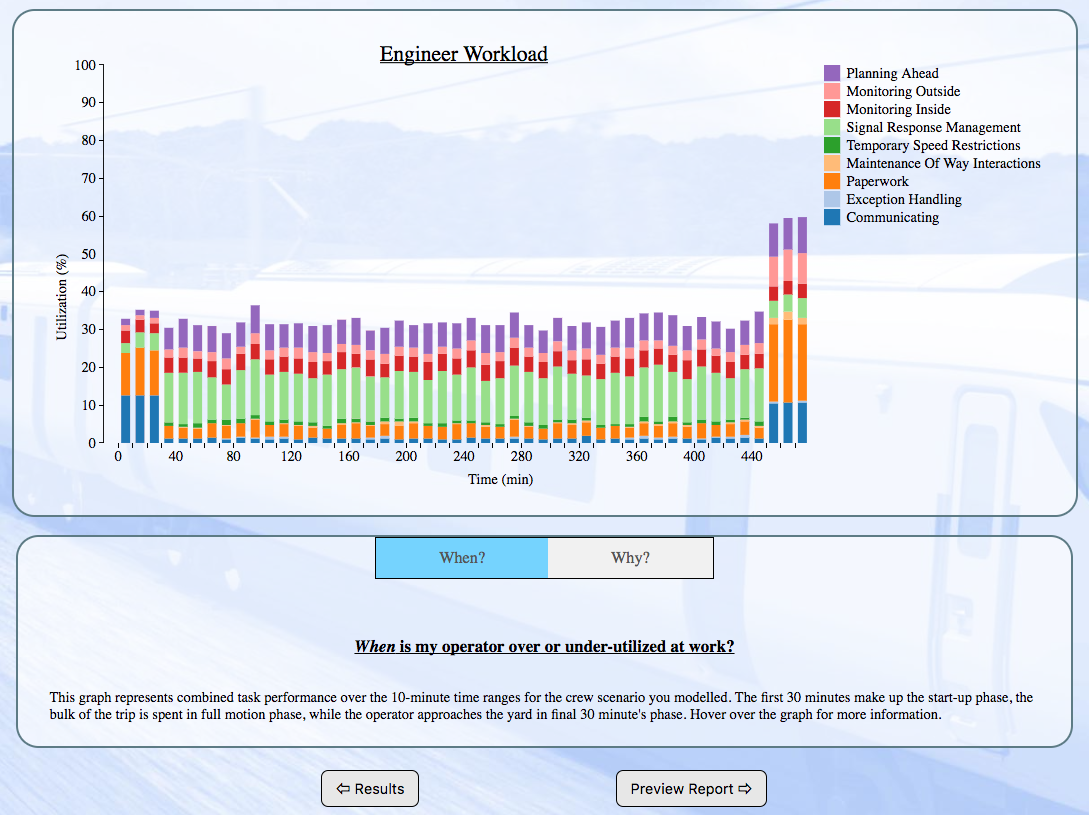 Engineer Workload
100
90
80
70
60
50
40
30
20
10
0
Utilization (%)
0 40 80 120 160 200 240 280 320 360 400 440
Time (min)
Planning Ahead
Monitoring Outside
Monitoring Inside
Signal Response Management
Temporary Speed Restrictions
Maintenance Of Way Interactions
Paperwork
Exception Handling
Communicating
When? Why?
When is my operator over or under-utilized at work?
This graph represents combined task performance over the 10-minute time ranges for the crew scenario you modelled. The first 30 minutes make up the start-up phase, the
bulk of the trip is spent in full motion phase, while the operator approaches the yard in final 30 minute's phase. Hover over the graph for more information.
⇦ Results Preview Report ⇨